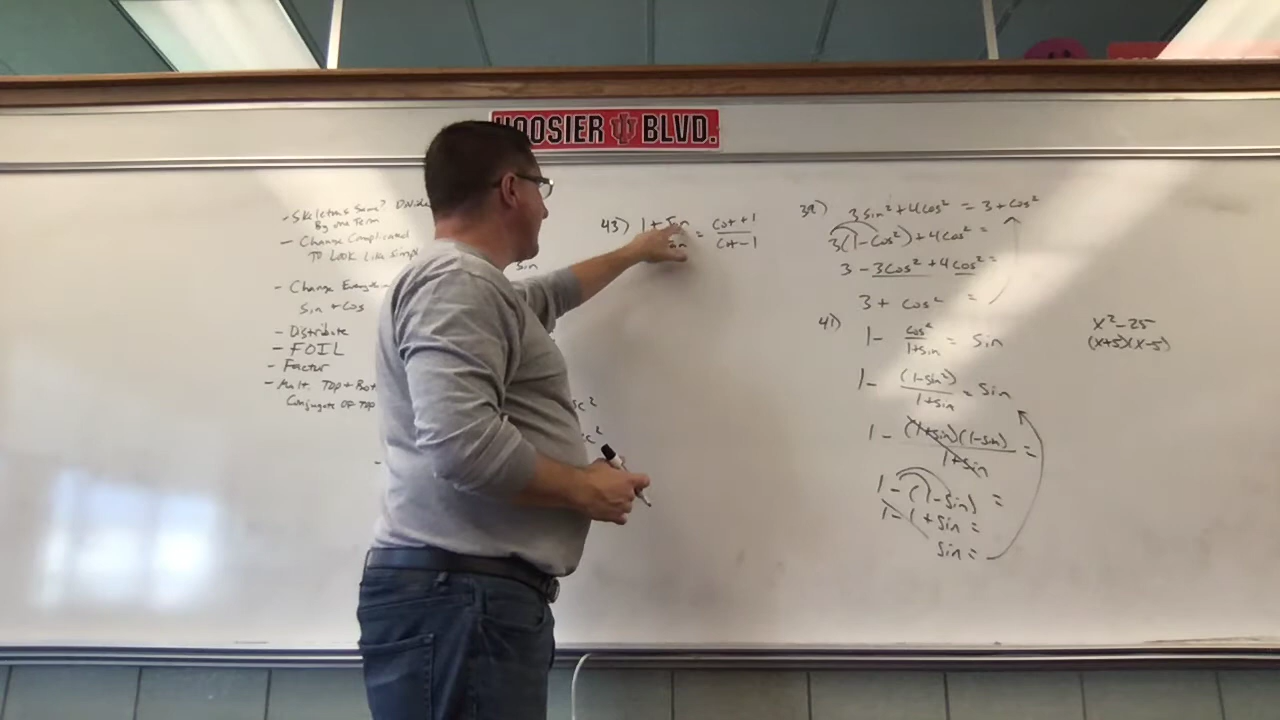 HOOSIER BLVD.
- Skeletons Same? Divide
By one Term
- Change Complicated
To Look like Simpl
- Change Everythin
Sin + Cos
- Distribute
- FOIL
- Factor
- Mult. Top + Bot
Conjugate OF TOP
sin
43) 1 + = cot + 1
cot - 1
39) 3 sin² + 4 cos² = 3 + cos²
3(1 - cos²) + 4 cos² =
3 - 3cos² + 4 cos² =
3 + cos² =
41) 1 - cos² / 1+sin = sin
1 - (1-sin²) / 1+sin = sin
1 - (1+sin)(1-sin) / 1+sin =
1 - (1-sin) =
1 - 1 + sin =
sin =
x² - 25
(x+5)(x-5)